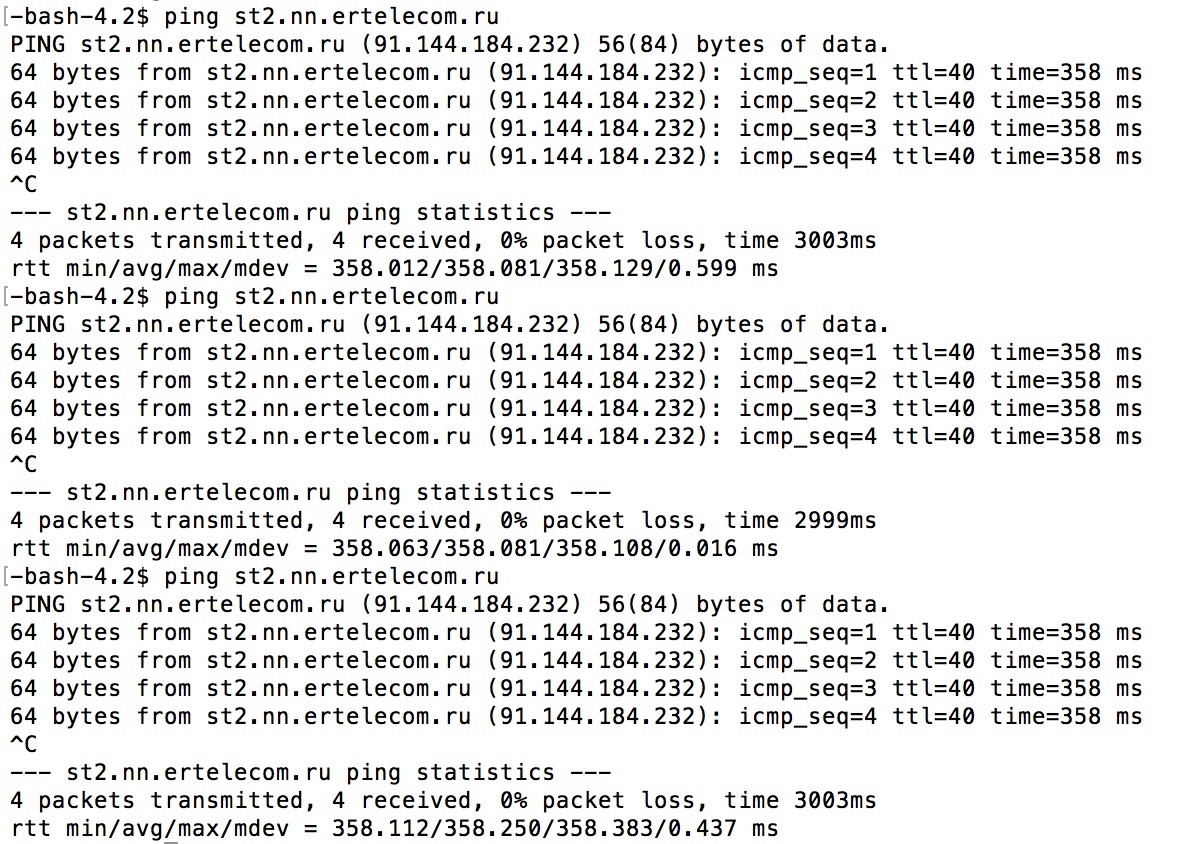 [-bash-4.2$ ping st2.nn.ertelecom.ru
PING st2.nn.ertelecom.ru (91.144.184.232) 56(84) bytes of data.
64 bytes from st2.nn.ertelecom.ru (91.144.184.232): icmp_seq=1 ttl=40 time=358 ms
64 bytes from st2.nn.ertelecom.ru (91.144.184.232): icmp_seq=2 ttl=40 time=358 ms
64 bytes from st2.nn.ertelecom.ru (91.144.184.232): icmp_seq=3 ttl=40 time=358 ms
64 bytes from st2.nn.ertelecom.ru (91.144.184.232): icmp_seq=4 ttl=40 time=358 ms
^C
--- st2.nn.ertelecom.ru ping statistics ---
4 packets transmitted, 4 received, 0% packet loss, time 3003ms
rtt min/avg/max/mdev = 358.012/358.081/358.129/0.599 ms
[-bash-4.2$ ping st2.nn.ertelecom.ru
PING st2.nn.ertelecom.ru (91.144.184.232) 56(84) bytes of data.
64 bytes from st2.nn.ertelecom.ru (91.144.184.232): icmp_seq=1 ttl=40 time=358 ms
64 bytes from st2.nn.ertelecom.ru (91.144.184.232): icmp_seq=2 ttl=40 time=358 ms
64 bytes from st2.nn.ertelecom.ru (91.144.184.232): icmp_seq=3 ttl=40 time=358 ms
64 bytes from st2.nn.ertelecom.ru (91.144.184.232): icmp_seq=4 ttl=40 time=358 ms
^C
--- st2.nn.ertelecom.ru ping statistics ---
4 packets transmitted, 4 received, 0% packet loss, time 2999ms
rtt min/avg/max/mdev = 358.063/358.081/358.108/0.016 ms
[-bash-4.2$ ping st2.nn.ertelecom.ru
PING st2.nn.ertelecom.ru (91.144.184.232) 56(84) bytes of data.
64 bytes from st2.nn.ertelecom.ru (91.144.184.232): icmp_seq=1 ttl=40 time=358 ms
64 bytes from st2.nn.ertelecom.ru (91.144.184.232): icmp_seq=2 ttl=40 time=358 ms
64 bytes from st2.nn.ertelecom.ru (91.144.184.232): icmp_seq=3 ttl=40 time=358 ms
64 bytes from st2.nn.ertelecom.ru (91.144.184.232): icmp_seq=4 ttl=40 time=358 ms
^C
--- st2.nn.ertelecom.ru ping statistics ---
4 packets transmitted, 4 received, 0% packet loss, time 3003ms
rtt min/avg/max/mdev = 358.112/358.250/358.383/0.437 ms